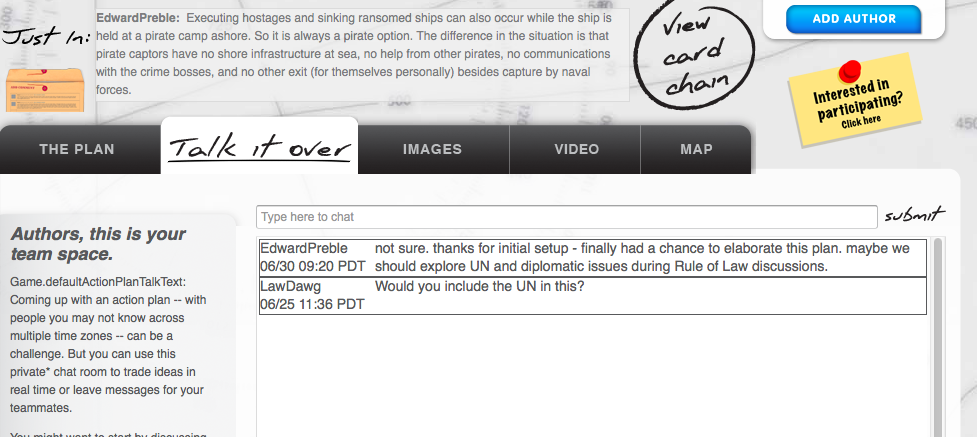 Just In:
EdwardPreble: Executing hostages and sinking ransomed ships can also occur while the ship is
held at a pirate camp ashore. So it is always a pirate option. The difference in the situation is that
pirate captors have no shore infrastructure at sea, no help from other pirates, no communications
with the crime bosses, and no other exit (for themselves personally) besides capture by naval
forces.
View
card
chain
ADD AUTHOR
Interested in
participating?
Click here
450
500
THE PLAN
Talk it over
IMAGES
VIDEO
MAP
Authors, this is your
team space.
Game.defaultActionPlanTalkText:
Coming up with an action plan -- with
people you may not know across
multiple time zones -- can be a
challenge. But you can use this
private* chat room to trade ideas in
real time or leave messages for your
teammates.
You might want to start by discussing
Type here to chat
submit
EdwardPreble not sure. thanks for initial setup - finally had a chance to elaborate this plan. maybe we
06/30 09:20 PDT should explore UN and diplomatic issues during Rule of Law discussions.
LawDawg Would you include the UN in this?
06/25 11:36 PDT